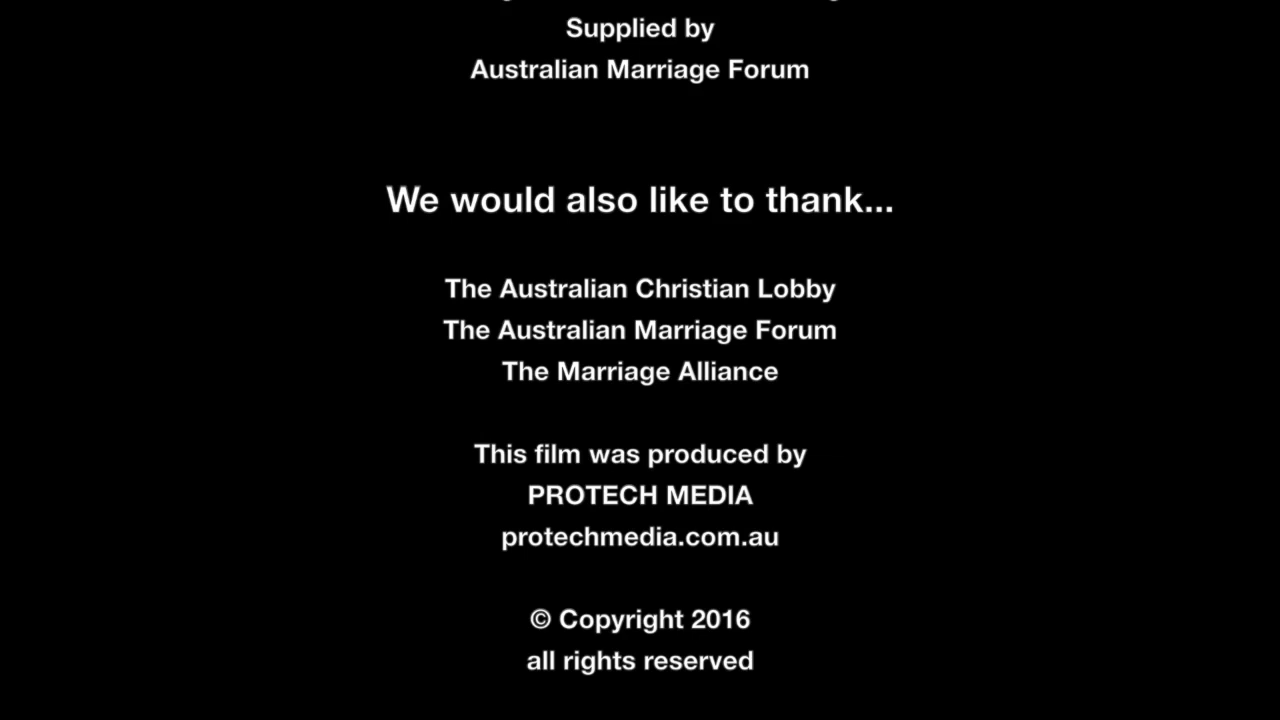 Supplied by
Australian Marriage Forum
We would also like to thank...
The Australian Christian Lobby
The Australian Marriage Forum
The Marriage Alliance
This film was produced by
PROTECH MEDIA
protechmedia.com.au
© Copyright 2016
all rights reserved